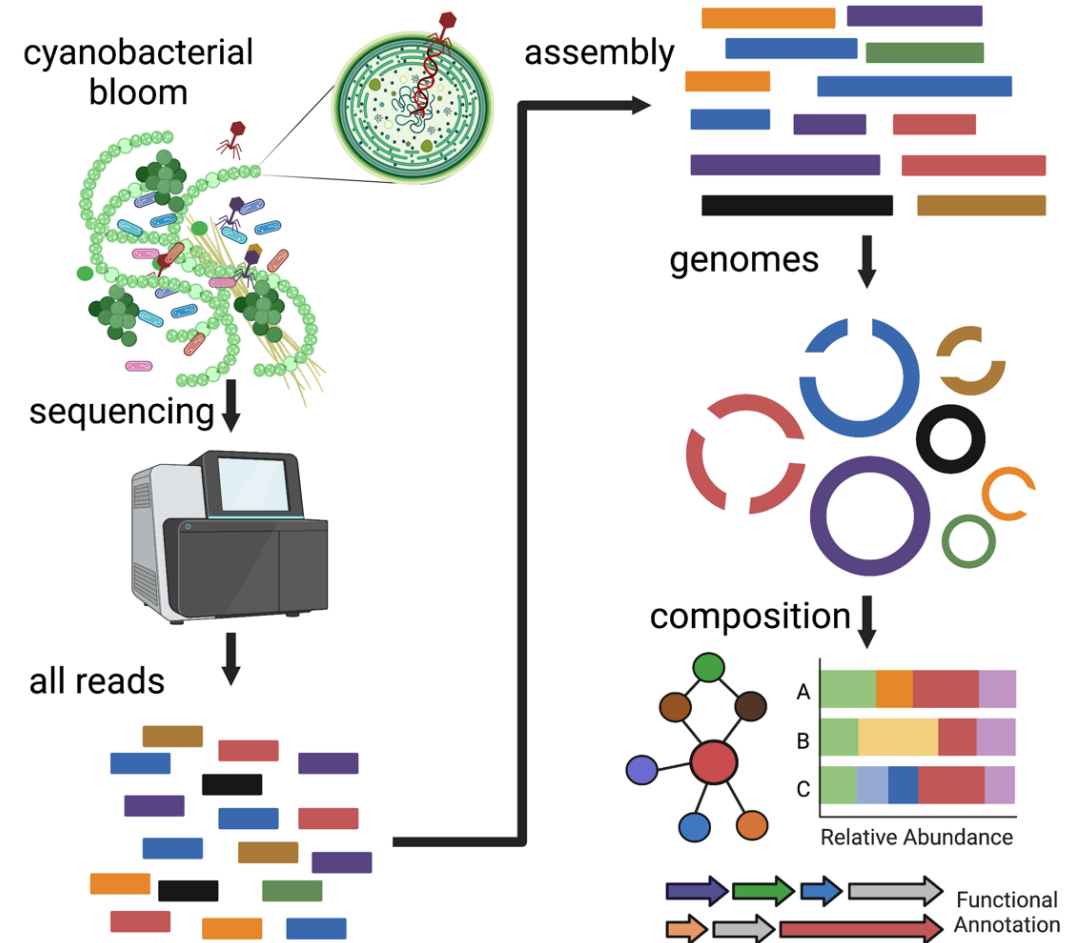 cyanobacterial
bloom
sequencing
all reads
assembly
genomes
composition
A
B
C
Relative Abundance
Functional
Annotation